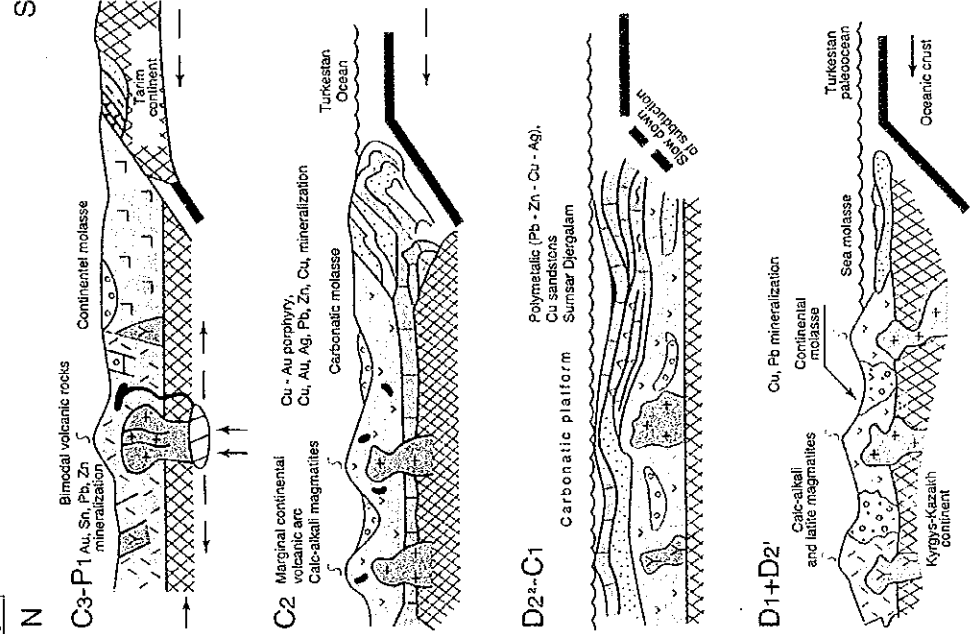 N
S
C3-P1
Bimodal volcanic rocks
Au, Sn, Pb, Zn
mineralization
Continentel molasse
Tarim
continent
C2
Marginal continental
volcanic arc
Calc-alkali magmatites
Cu - Au porphyry,
Cu, Au, Ag, Pb, Zn, Cu, mineralization
Carbonatic molasse
Turkestan
Ocean
D2²-C1
Carbonatic platform
Polymetalic (Pb - Zn - Cu - Ag),
Cu sandstons
Sumsar Djergalam
Slow down
of subduction
D1+D2'
Calc-alkali
and latite magmatites
Kyrgys-Kazakh
continent
Cu, Pb mineralization
Continental
molasse
Sea molasse
Turkestan
paleoocean
Oceanic crust